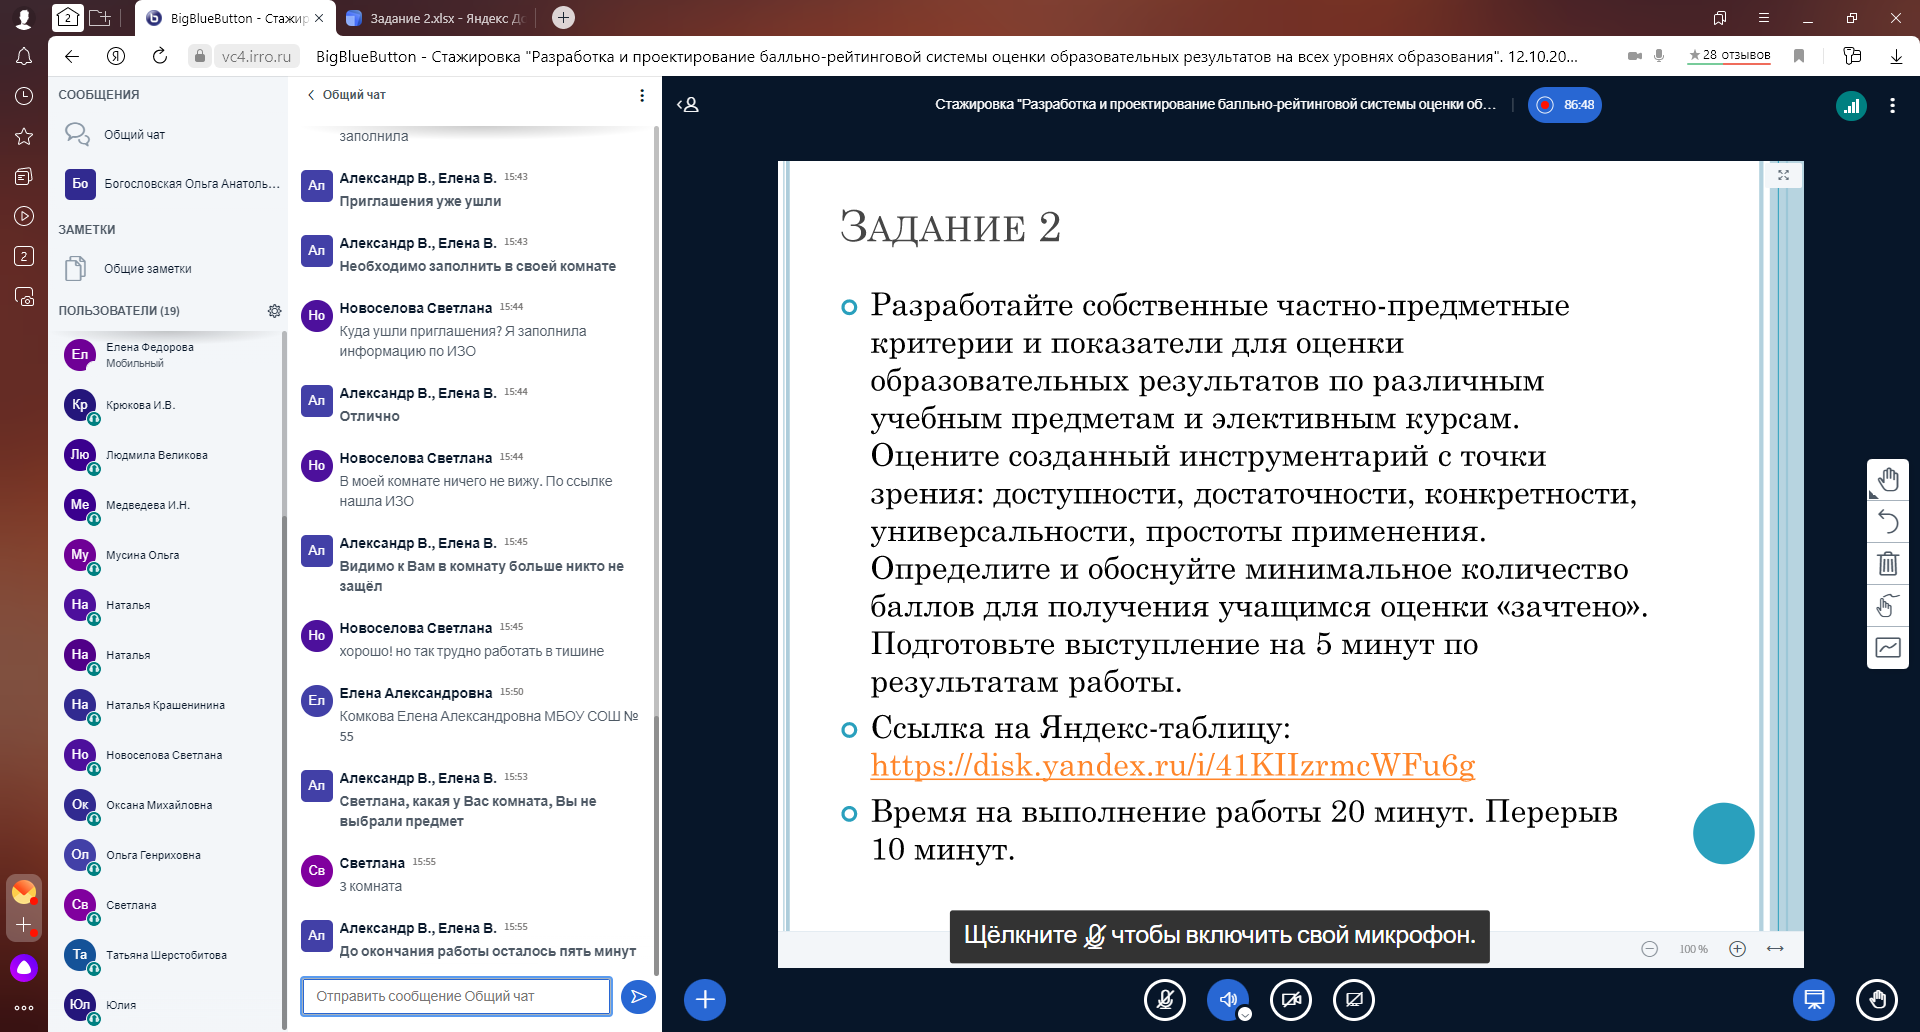 2
BigBlueButton - Стажир
Задание 2.xlsx - Яндекс До
vc4.irro.ru
BigBlueButton - Стажировка "Разработка и проектирование балльно-рейтинговой системы оценки образовательных результатов на всех уровнях образования". 12.10.20...
28 отзывов
2
СООБЩЕНИЯ
Общий чат
Бо
Богословская Ольга Анатоль...
ЗАМЕТКИ
Общие заметки
ПОЛЬЗОВАТЕЛИ (19)
Ел
Елена Федорова
Мобильный
Кр
Крюкова И.В.
Лю
Людмила Великова
Ме
Медведева И.Н.
Му
Мусина Ольга
На
Наталья
На
Наталья
На
Наталья Крашенинина
Но
Новоселова Светлана
Ок
Оксана Михайловна
Ол
Ольга Генриховна
Св
Светлана
Та
Татьяна Шерстобитова
Юл
Юлия
Общий чат
заполнила
Ал
Александр В., Елена В. 15:43
Приглашения уже ушли
Ал
Александр В., Елена В. 15:43
Необходимо заполнить в своей комнате
Но
Новоселова Светлана 15:44
Куда ушли приглашения? Я заполнила
информацию по ИЗО
Ал
Александр В., Елена В. 15:44
Отлично
Но
Новоселова Светлана 15:44
В моей комнате ничего не вижу. По ссылке
нашла ИЗО
Ал
Александр В., Елена В. 15:45
Видимо к Вам в комнату больше никто не
защёл
Но
Новоселова Светлана 15:45
хорошо! но так трудно работать в тишине
Ел
Елена Александровна 15:50
Комкова Елена Александровна МБОУ СОШ №
55
Ал
Александр В., Елена В. 15:53
Светлана, какая у Вас комната, Вы не
выбрали предмет
Св
Светлана 15:55
3 комната
Ал
Александр В., Елена В. 15:55
До окончания работы осталось пять минут
Отправить сообщение Общий чат
Стажировка "Разработка и проектирование балльно-рейтинговой системы оценки об...
86:48
Задание 2
Разработайте собственные частно-предметные
критерии и показатели для оценки
образовательных результатов по различным
учебным предметам и элективным курсам.
Оцените созданный инструментарий с точки
зрения: доступности, достаточности, конкретности,
универсальности, простоты применения.
Определите и обоснуйте минимальное количество
баллов для получения учащимся оценки «зачтено».
Подготовьте выступление на 5 минут по
результатам работы.
Ссылка на Яндекс-таблицу:
https://disk.yandex.ru/i/41KIIzrmcWFu6g
Время на выполнение работы 20 минут. Перерыв
10 минут.
Щёлкните чтобы включить свой микрофон.
100 %